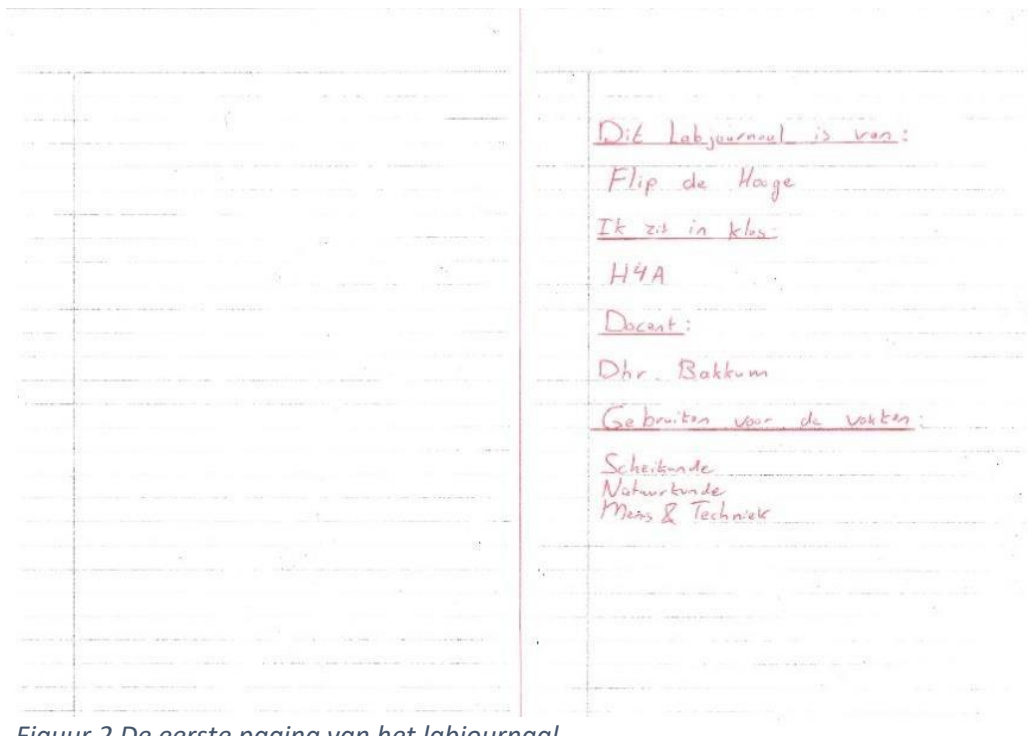 Dit Labjournaal is van:
Flip de Hooge
Ik zit in klas:
H4A
Docent:
Dhr. Bakkum
Gebruiken voor de vakken:
Scheikunde
Natuurkunde
Mens & Techniek
Figuur 2 De eerste pagina van het labjournaal